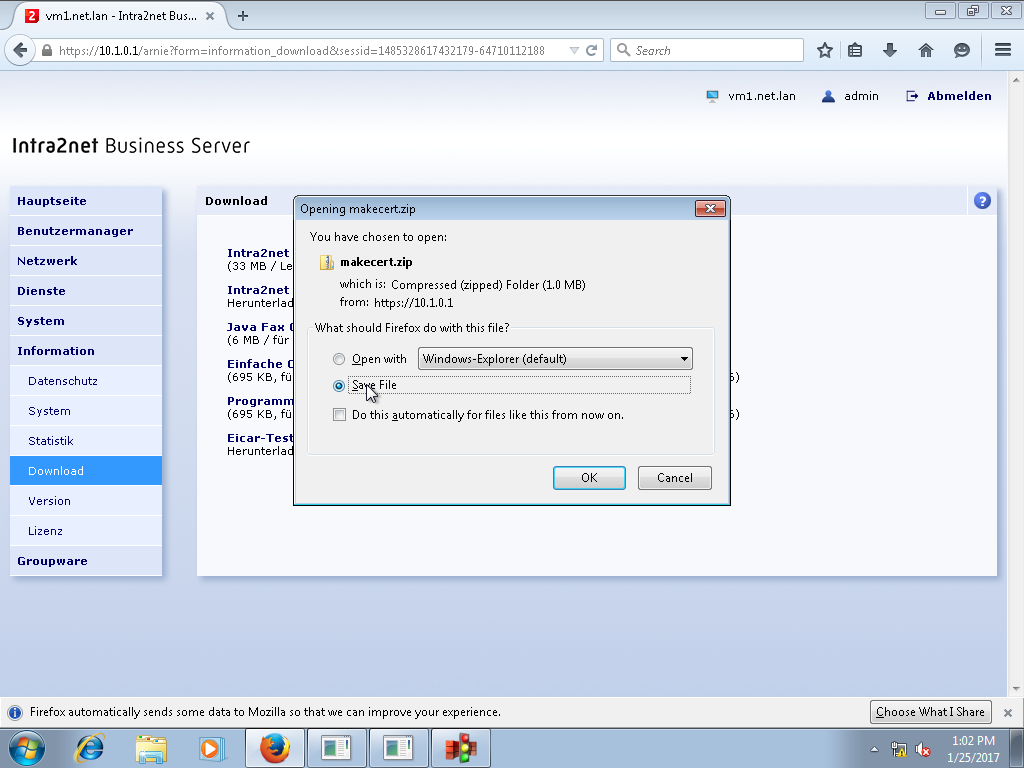 vm1.net.lan - Intra2net Bus...
https://10.1.0.1/arnie?form=information_download&sessid=1485328617432179-64710112188
Search
vm1.net.lan
admin
Abmelden
Intra2net Business Server
Hauptseite
Benutzermanager
Netzwerk
Dienste
System
Information
Datenschutz
System
Statistik
Download
Version
Lizenz
Groupware
Download
?
Intra2net
(33 MB / Le
Intra2net
Herunterlad
Java Fax
(6 MB / für
Einfache
(695 KB, fü
6)
Programm
(695 KB, fü
6)
Eicar-Test
Herunterlad
Opening makecert.zip
You have chosen to open:
makecert.zip
which is: Compressed (zipped) Folder (1.0 MB)
from: https://10.1.0.1
What should Firefox do with this file?
Open with
Windows-Explorer (default)
Save File
Do this automatically for files like this from now on.
OK
Cancel
Firefox automatically sends some data to Mozilla so that we can improve your experience.
Choose What I Share
1:02 PM
1/25/2017